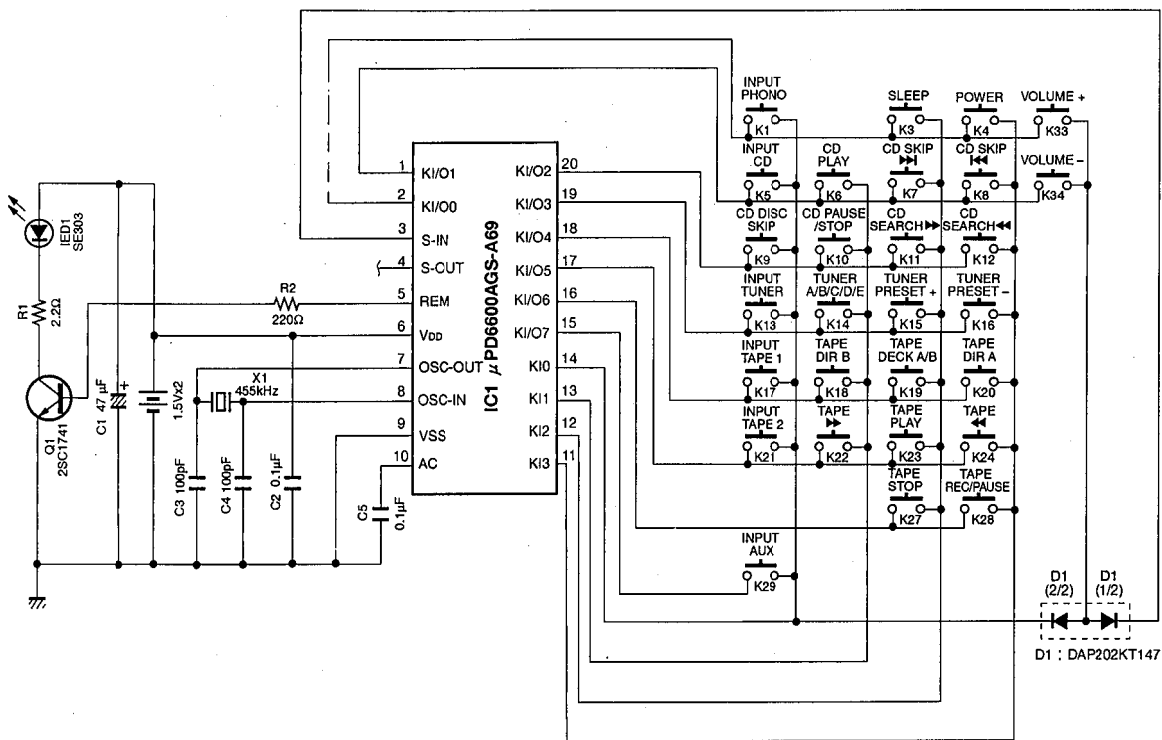 INPUT
PHONO
K1
SLEEP
K3
POWER
K4
VOLUME +
K33
INPUT
CD
K5
CD
PLAY
K6
CD SKIP
K7
CD SKIP
K8
VOLUME −
K34
CD DISC
SKIP
K9
CD PAUSE
/STOP
K10
CD
SEARCH ▶▶
K11
CD
SEARCH ◀◀
K12
INPUT
TUNER
K13
TUNER
A/B/C/D/E
K14
TUNER
PRESET +
K15
TUNER
PRESET −
K16
INPUT
TAPE 1
K17
TAPE
DIR B
K18
TAPE
DECK A/B
K19
TAPE
DIR A
K20
INPUT
TAPE 2
K21
TAPE
▶▶
K22
TAPE
PLAY
K23
TAPE
◀◀
K24
TAPE
STOP
K27
TAPE
REC/PAUSE
K28
INPUT
AUX
K29
IC1 μPD6600AGS-A69
1 KI/O1
2 KI/O0
3 S-IN
4 S-OUT
5 REM
6 VDD
7 OSC-OUT
8 OSC-IN
9 VSS
10 AC
20 KI/O2
19 KI/O3
18 KI/O4
17 KI/O5
16 KI/O6
15 KI/O7
14 KI0
13 KI1
12 KI2
11 KI3
IED1
SE303
R1
2.2Ω
R2
220Ω
Q1
2SC1741
C1 47 μF
+
1.5Vx2
X1
455kHz
C3 100pF
C4 100pF
C2 0.1μF
C5
0.1μF
D1
(2/2)
D1
(1/2)
D1 ; DAP202KT147